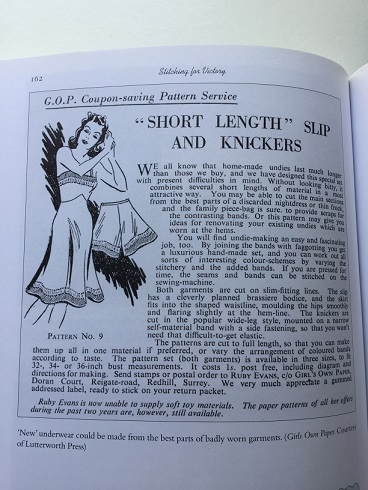 162
Stitching for Victory
G.O.P. Coupon-saving Pattern Service
"SHORT LENGTH" SLIP
AND KNICKERS
WE all know that home-made undies last much longer
than those we buy, and we have designed this special set
with present difficulties in mind. Without looking bitty, it
combines several short lengths of material in a most
attractive way. You may be able to cut the main sections
from the best parts of a discarded nightdress or thin frock,
and the family piece-bag is sure to provide scraps for
the contrasting bands. Or this pattern may give you
ideas for renovating your existing undies which are
worn at the hems.
You will find undie-making an easy and fascinating
job, too. By joining the bands with faggoting you get
a luxurious hand-made set, and you can work out all
sorts of interesting colour-schemes by varying the
stitchery and the added bands. If you are pressed for
time, the seams and bands can be stitched on the
sewing-machine.
Both garments are cut on slim-fitting lines. The slip
has a cleverly planned brassiere bodice, and the skirt
fits into the shaped waistline, moulding the hips smoothly
and flaring slightly at the hem-line. The knickers are
cut in the popular wide-leg style, mounted on a narrow
self-material band with a side fastening, so that you won't
need that difficult-to-get elastic.
The patterns are cut to full length, so that you can make
PATTERN NO. 9
them up all in one material if preferred, or vary the arrangement of coloured bands
according to taste. The pattern set (both garments) is available in three sizes, to fit
32-, 34- or 36-inch bust measurements. It costs 1s. post free, including diagram and
directions for making. Send stamps or postal order to RUBY EVANS, c/o GIRL'S OWN PAPER,
Doran Court, Reigate-road, Redhill, Surrey. We very much appreciate a gummed
addressed label, ready to stick on your return packet.
Ruby Evans is now unable to supply soft toy materials. The paper patterns of all her offers
during the past two years are, however, still available.
'New' underwear could be made from the best parts of badly worn garments. (Girls Own Paper. Courtesy
of Lutterworth Press)